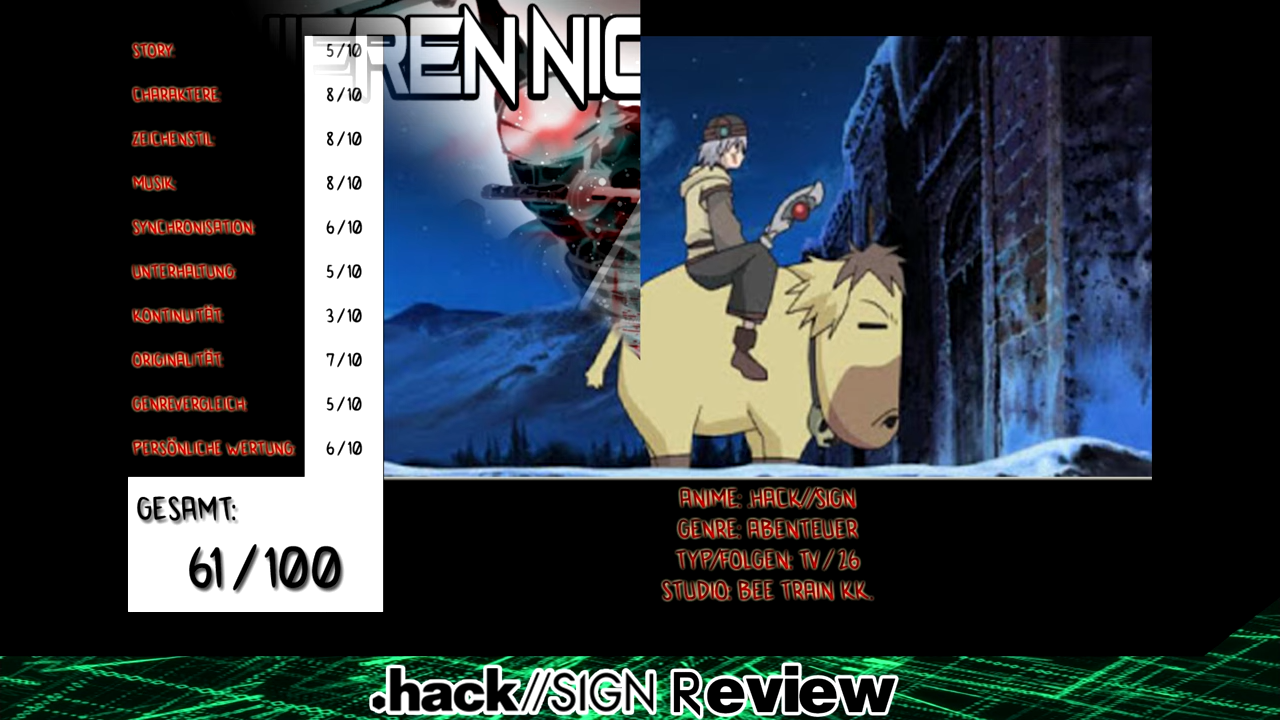 EREN NIC
STORY: 5/10
CHARAKTERE: 8/10
ZEICHENSTIL: 8/10
MUSIK: 8/10
SYNCHRONISATION: 6/10
UNTERHALTUNG: 5/10
KONTINUITÄT: 3/10
ORIGINALITÄT: 7/10
GENREVERGLEICH: 5/10
PERSÖNLICHE WERTUNG: 6/10
GESAMT:
61/100
ANIME: .HACK//SIGN
GENRE: ABENTEUER
TYP/FOLGEN: TV / 26
STUDIO: BEE TRAIN KK.
.hack//SIGN Review